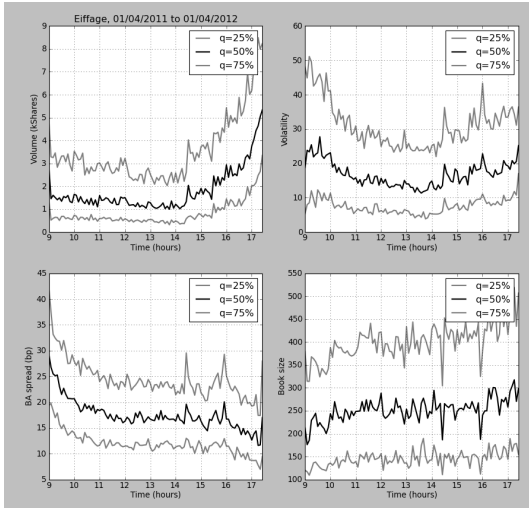 Eiffage, 01/04/2011 to 01/04/2012
9
8
7
6
5
4
3
2
1
0
Volume (kShares)
q=25%
q=50%
q=75%
9 10 11 12 13 14 15 16 17
Time (hours)
60
50
40
30
20
10
0
Volatility
q=25%
q=50%
q=75%
9 10 11 12 13 14 15 16 17
Time (hours)
45
40
35
30
25
20
15
10
5
BA spread (bp)
q=25%
q=50%
q=75%
9 10 11 12 13 14 15 16 17
Time (hours)
550
500
450
400
350
300
250
200
150
100
Book size
q=25%
q=50%
q=75%
9 10 11 12 13 14 15 16 17
Time (hours)